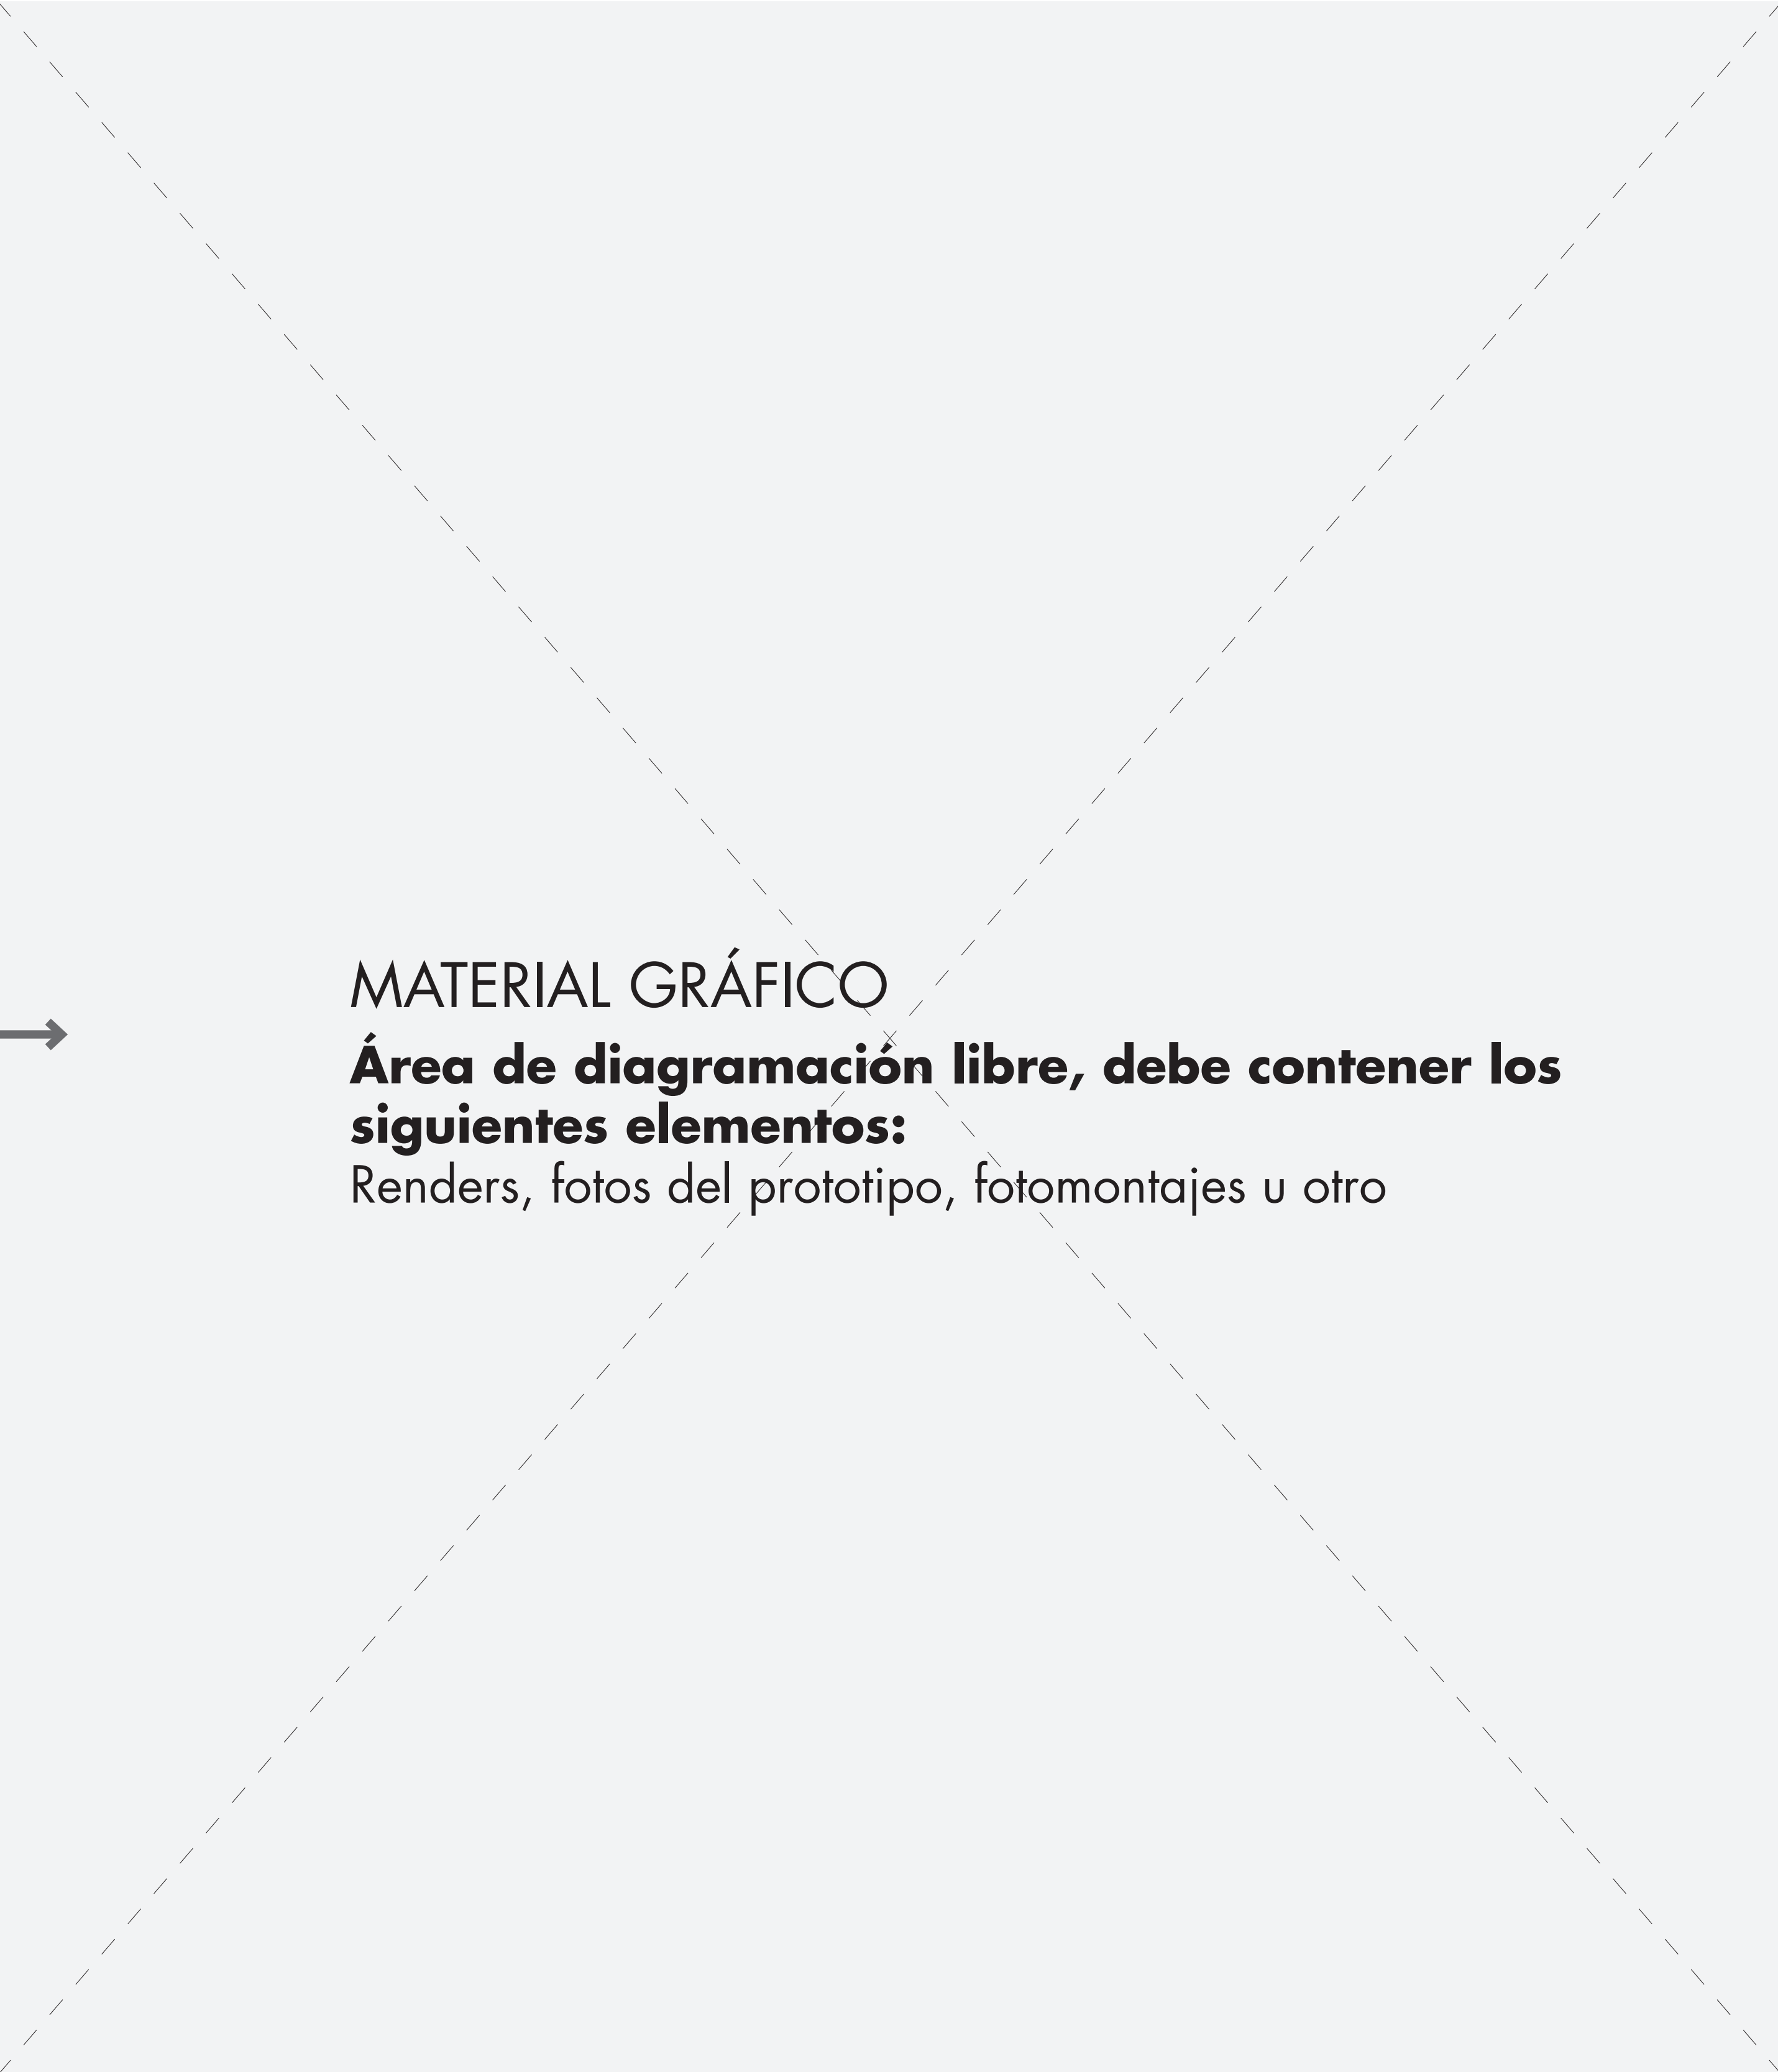 MATERIAL GRÁFICO
Área de diagramación libre, debe contener los
siguientes elementos:
Renders, fotos del prototipo, fotomontajes u otro